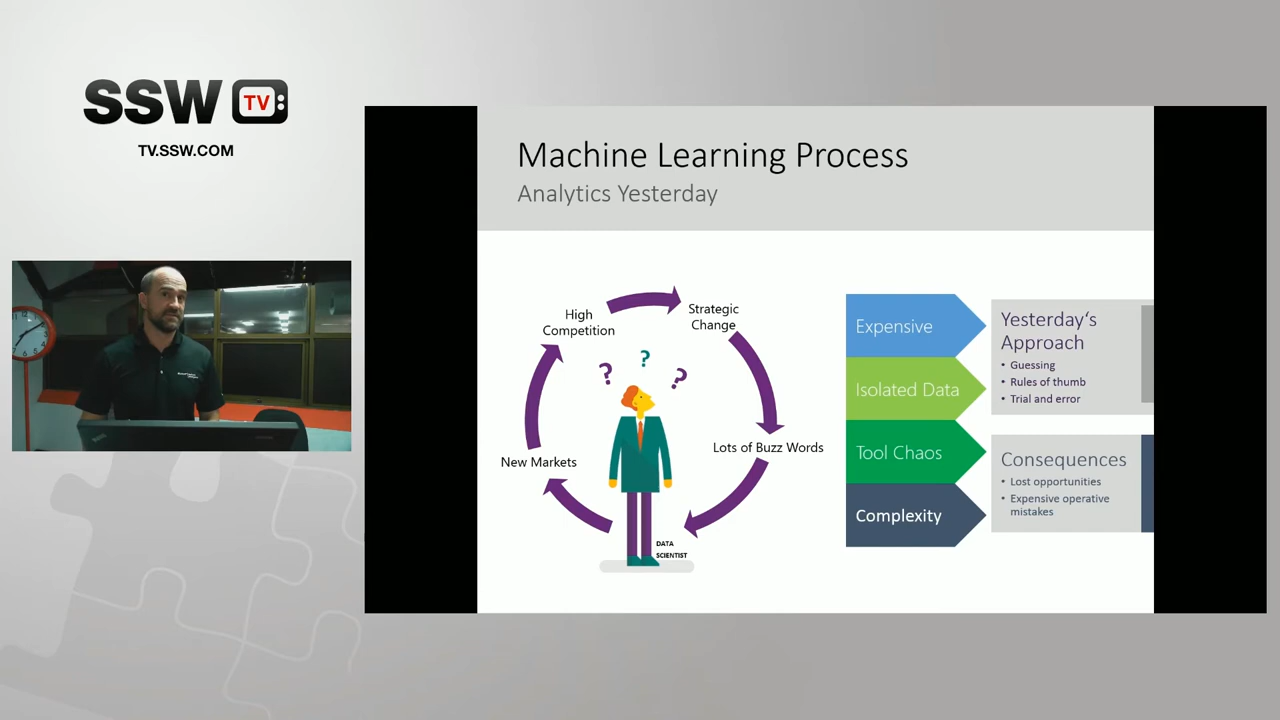 SSW TV
TV.SSW.COM
Machine Learning Process
Analytics Yesterday
High
Competition
Strategic
Change
? ? ?
New Markets
Lots of Buzz Words
DATA
SCIENTIST
Expensive
Isolated Data
Tool Chaos
Complexity
Yesterday‘s
Approach
• Guessing
• Rules of thumb
• Trial and error
Consequences
• Lost opportunities
• Expensive operative
mistakes